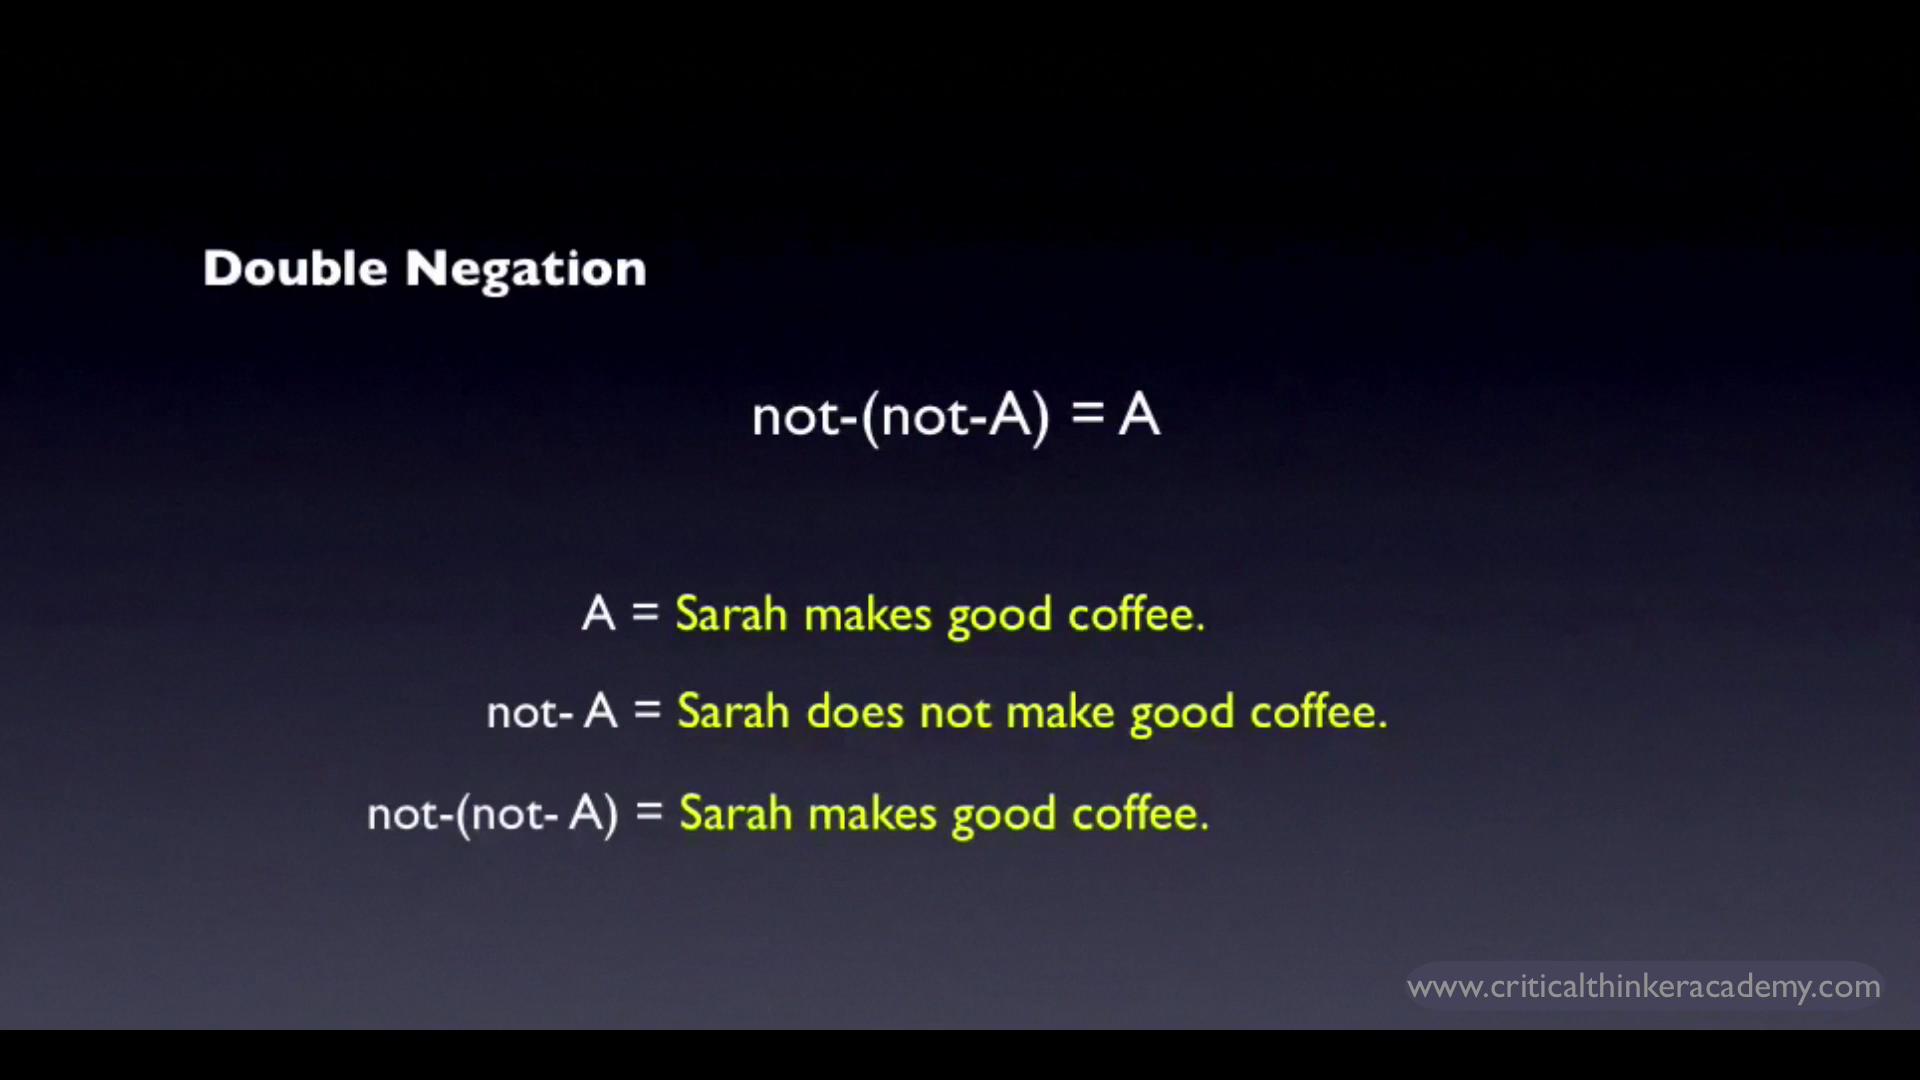 Double Negation
not-(not-A) = A
A = Sarah makes good coffee.
not- A = Sarah does not make good coffee.
not-(not- A) = Sarah makes good coffee.
www.criticalthinkeracademy.com